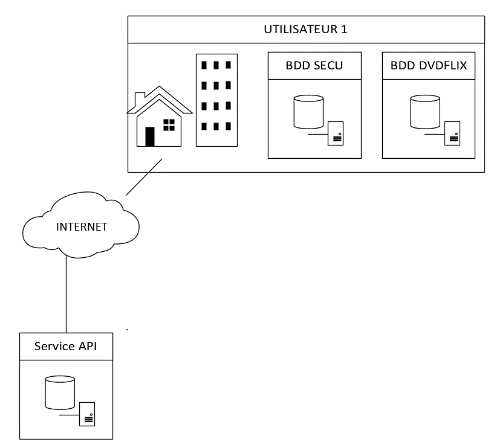 UTILISATEUR 1
BDD SECU
BDD DVDFLIX
INTERNET
Service API